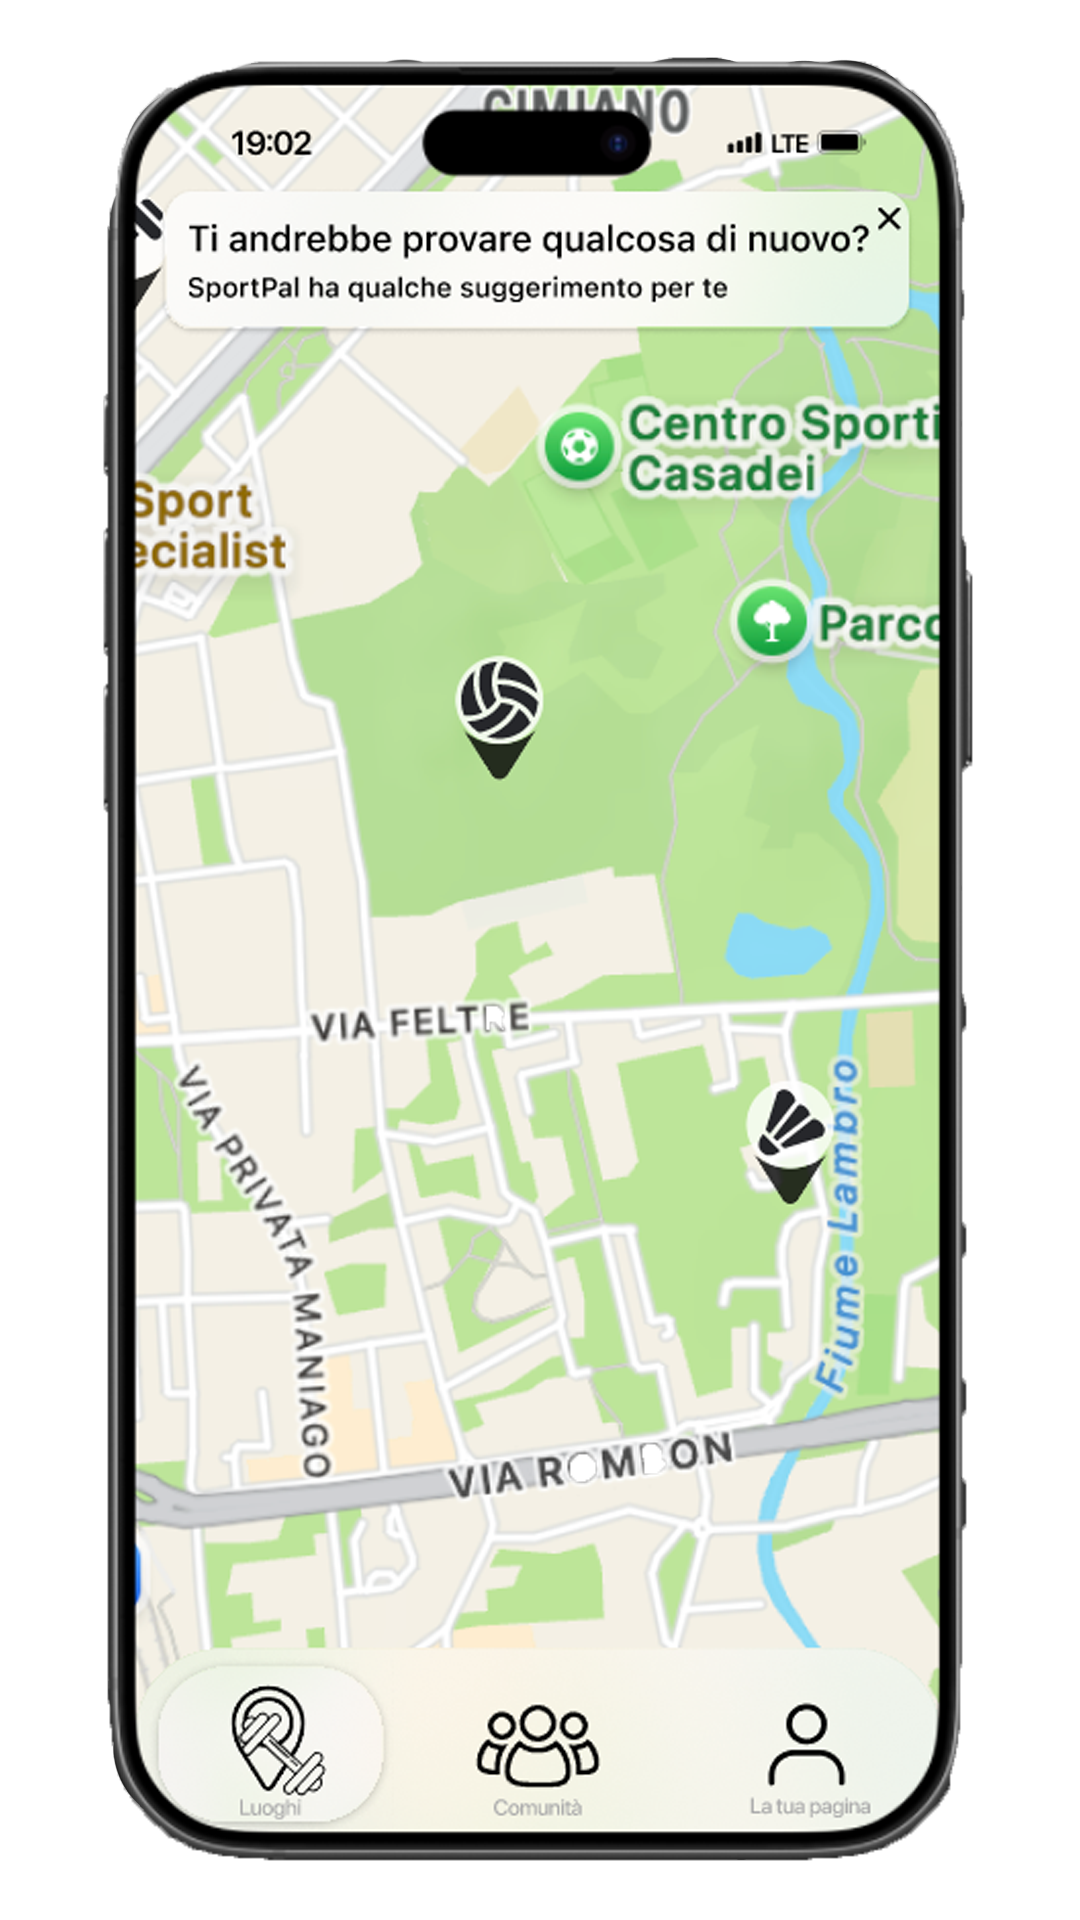 CIMIANO
19:02
LTE
Ti andrebbe provare qualcosa di nuovo?
SportPal ha qualche suggerimento per te
Centro Sporti
Casadei
Sport
ecialist
Parco
VIA FELTRE
VIA PRIVATA MANIAGO
Fiume Lambro
VIA ROMBON
Luoghi
Comunità
La tua pagina